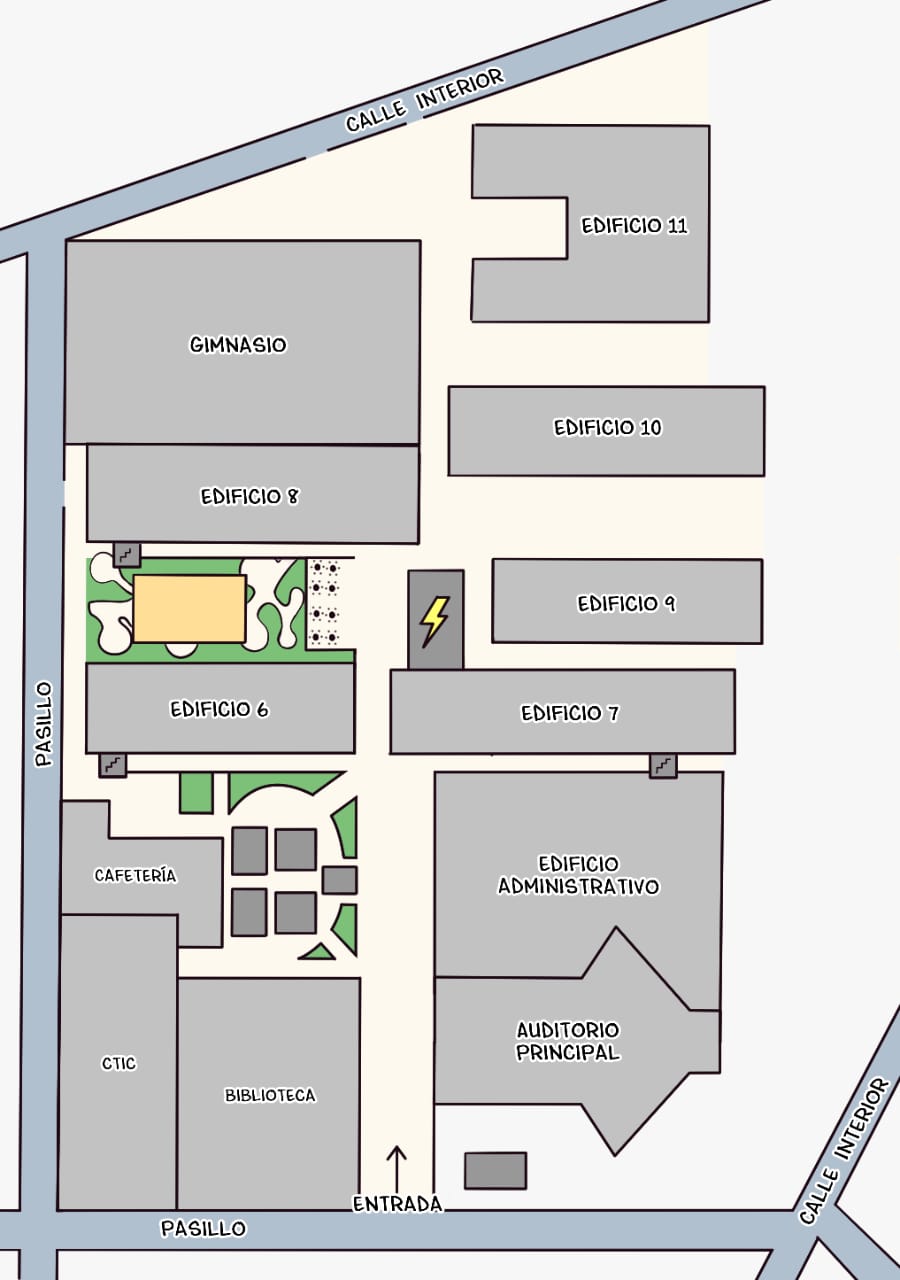 CALLE INTERIOR
EDIFICIO 11
GIMNASIO
EDIFICIO 10
EDIFICIO 8
EDIFICIO 9
EDIFICIO 6
EDIFICIO 7
PASILLO
EDIFICIO
ADMINISTRATIVO
CAFETERÍA
AUDITORIO
PRINCIPAL
CTIC
BIBLIOTECA
CALLE INTERIOR
ENTRADA
PASILLO